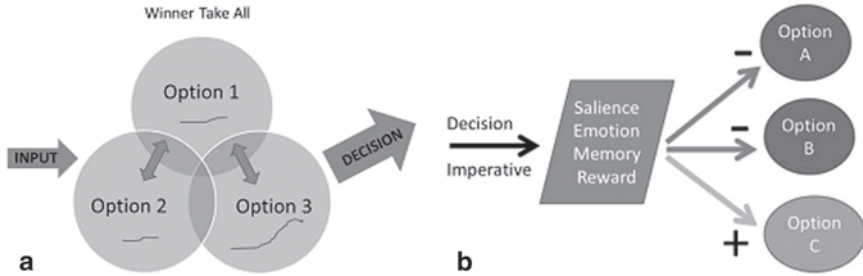 Winner Take All
Option 1
INPUT
Option 2
Option 3
DECISION
a
Decision
Imperative
Salience
Emotion
Memory
Reward
-
Option
A
-
Option
B
+
Option
C
b